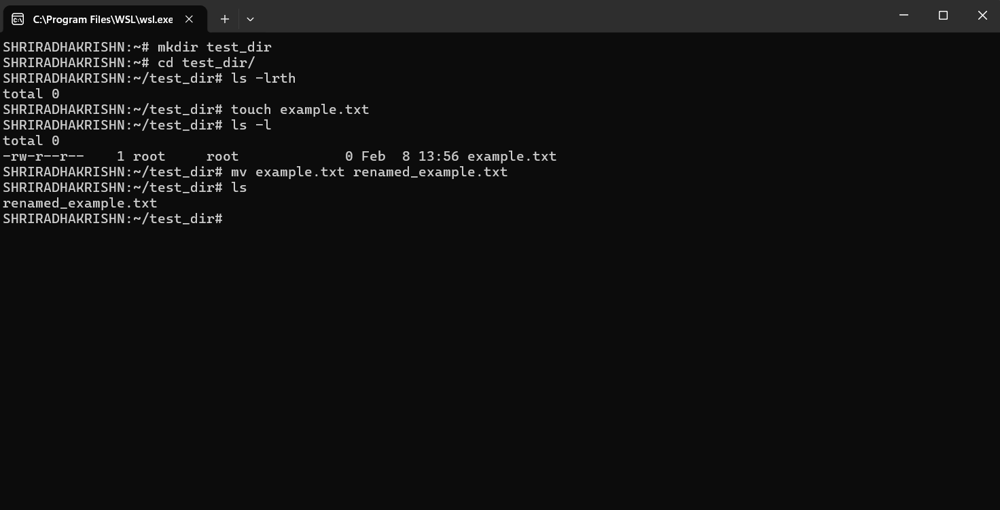 C:\Program Files\WSL\wsl.exe
SHRIRADHAKRISHN:~# mkdir test_dir
SHRIRADHAKRISHN:~# cd test_dir/
SHRIRADHAKRISHN:~/test_dir# ls -lrth
total 0
SHRIRADHAKRISHN:~/test_dir# touch example.txt
SHRIRADHAKRISHN:~/test_dir# ls -l
total 0
-rw-r--r--    1 root     root             0 Feb  8 13:56 example.txt
SHRIRADHAKRISHN:~/test_dir# mv example.txt renamed_example.txt
SHRIRADHAKRISHN:~/test_dir# ls
renamed_example.txt
SHRIRADHAKRISHN:~/test_dir#